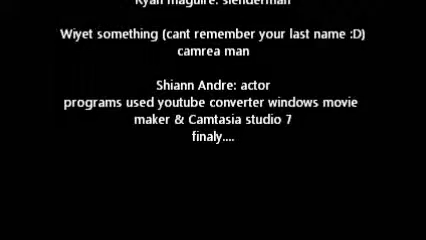 Ryan maguire: slenderman
Wiyet something (cant remember your last name :D)
camrea man
Shiann Andre: actor
programs used youtube converter windows movie
maker & Camtasia studio 7
finaly....